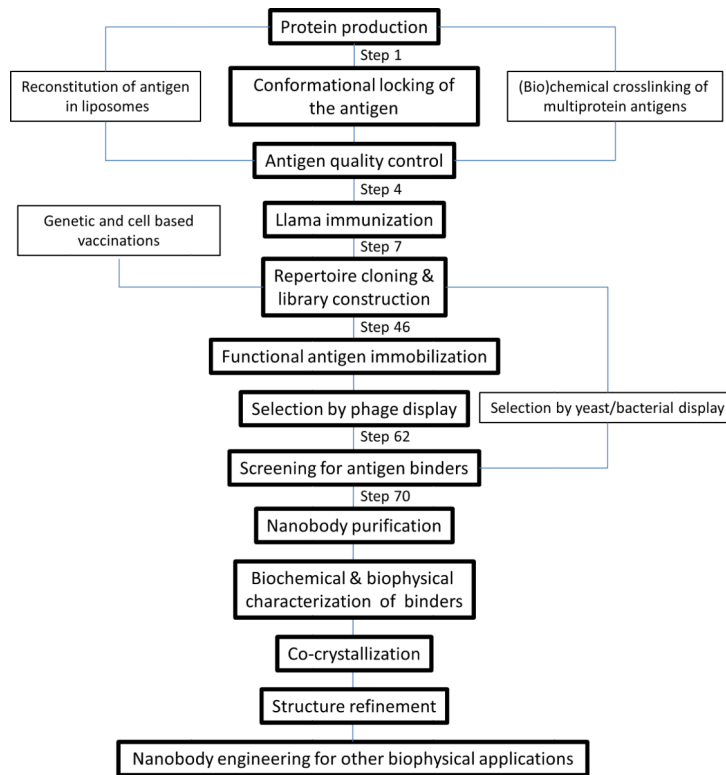 Protein production
Step 1
Reconstitution of antigen
in liposomes
Conformational locking of
the antigen
(Bio)chemical crosslinking of
multiprotein antigens
Antigen quality control
Step 4
Llama immunization
Genetic and cell based
vaccinations
Step 7
Repertoire cloning &
library construction
Step 46
Functional antigen immobilization
Selection by phage display
Selection by yeast/bacterial display
Step 62
Screening for antigen binders
Step 70
Nanobody purification
Biochemical & biophysical
characterization of binders
Co-crystallization
Structure refinement
Nanobody engineering for other biophysical applications